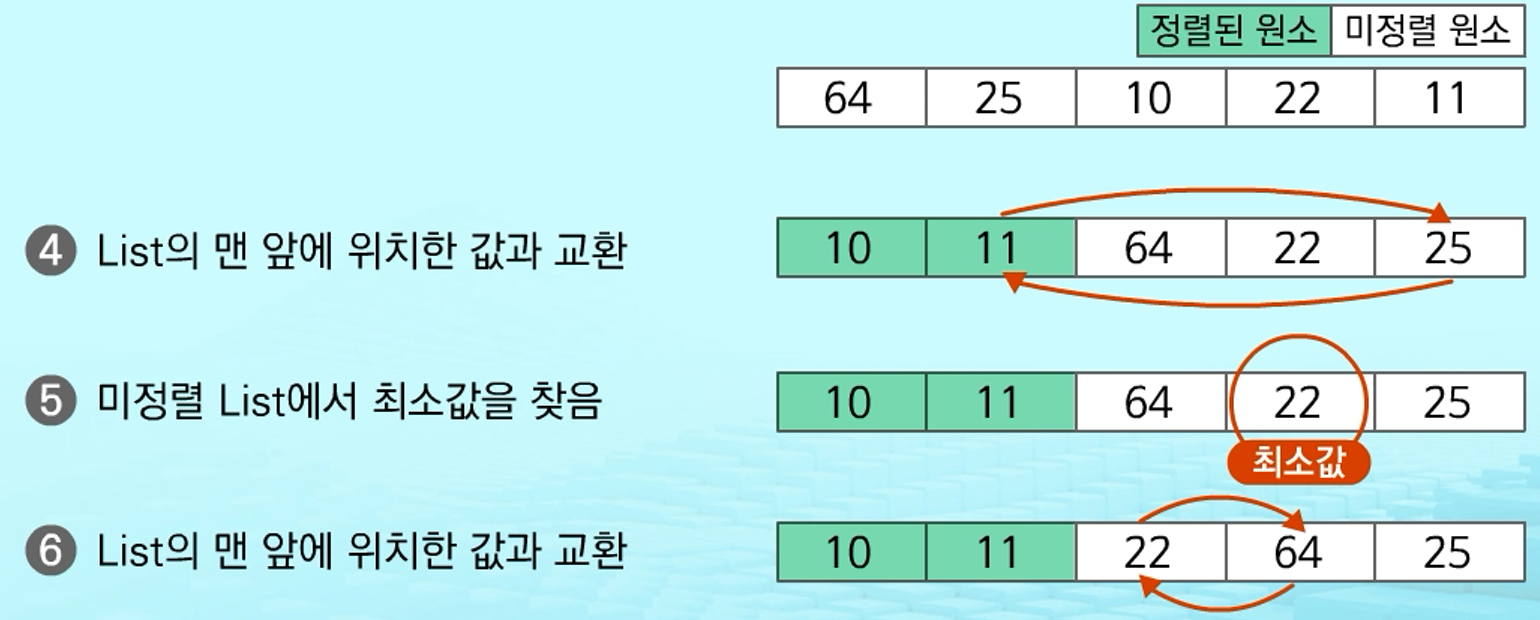 정렬된 원소 미정렬 원소
64 25 10 22 11
4 List의 맨 앞에 위치한 값과 교환 10 11 64 22 25
5 미정렬 List에서 최소값을 찾음 10 11 64 22 25
최소값
6 List의 맨 앞에 위치한 값과 교환 10 11 22 64 25